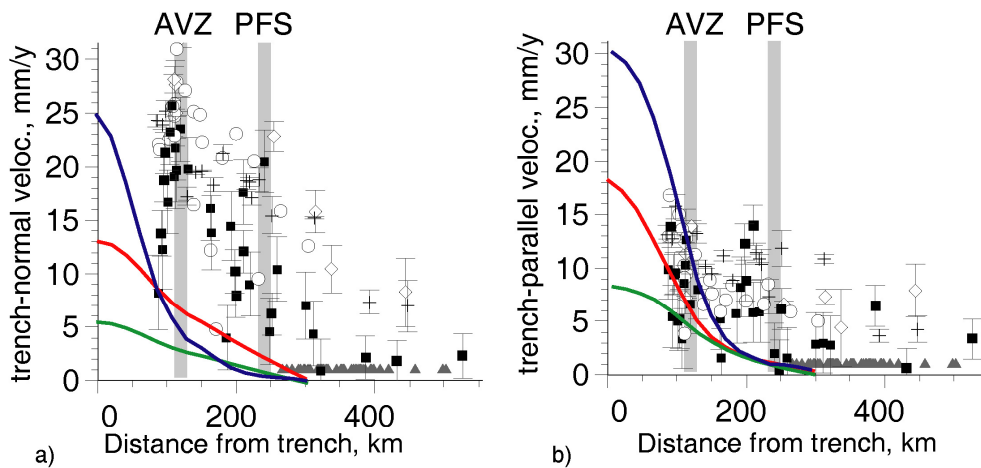 AVZ PFS
trench-normal veloc., mm/y
30
25
20
15
10
5
0
0 200 400
Distance from trench, km
a)
AVZ PFS
trench-parallel veloc., mm/y
30
25
20
15
10
5
0
0 200 400
Distance from trench, km
b)